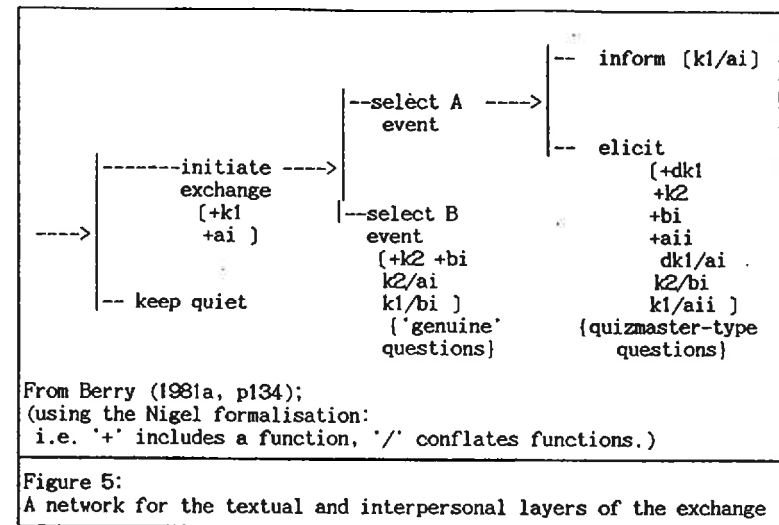 -- inform [k1/ai]
--select A ---->
event
-- elicit
[+dk1
+k2
+bi
+aii
dk1/ai
k2/bi
k1/aii ]
{quizmaster-type
questions}
-------initiate ---->
exchange
[+k1
+ai ]
--select B
event
[+k2 +bi
k2/ai
k1/bi ]
{'genuine'
questions}
---->
-- keep quiet
From Berry (1981a, p134);
(using the Nigel formalisation:
i.e. '+' includes a function, '/' conflates functions.)
Figure 5:
A network for the textual and interpersonal layers of the exchange